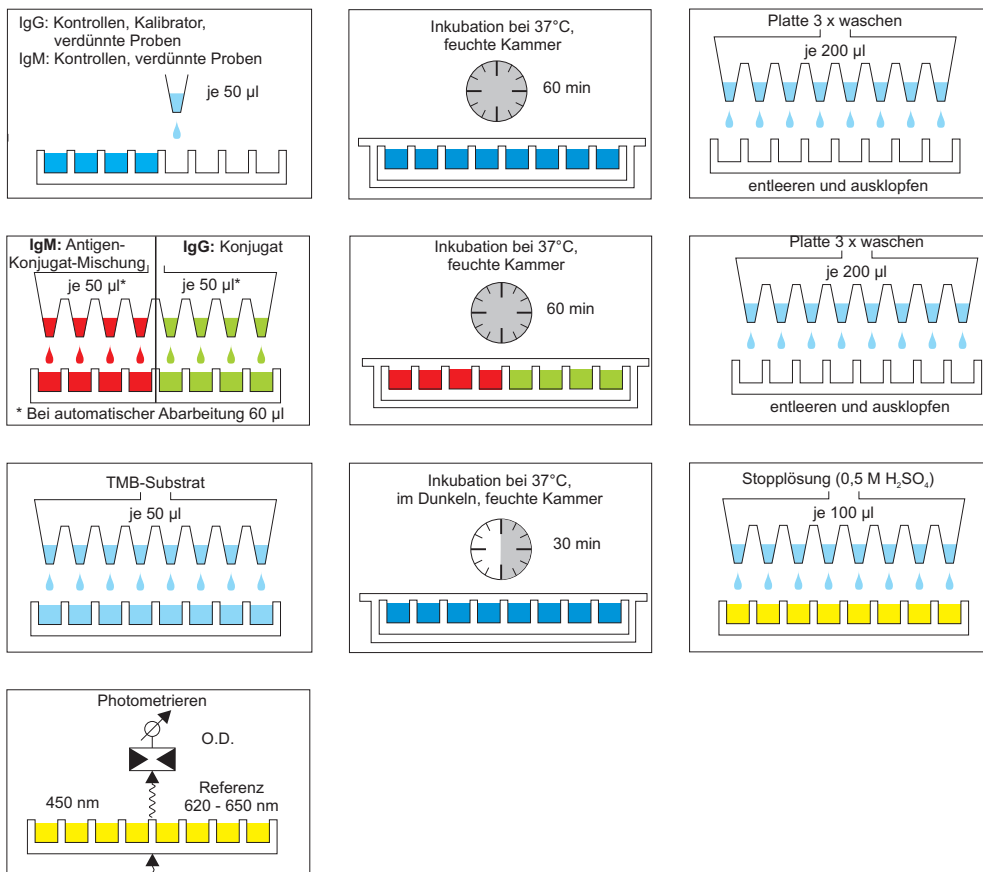 IgG: Kontrollen, Kalibrator,
verdünnte Proben
IgM: Kontrollen, verdünnte Proben
je 50 µl
Inkubation bei 37°C,
feuchte Kammer
60 min
Platte 3 x waschen
je 200 µl
entleeren und ausklopfen
IgM: Antigen-
Konjugat-Mischung
je 50 µl*
IgG: Konjugat
je 50 µl*
* Bei automatischer Abarbeitung 60 µl
Inkubation bei 37°C,
feuchte Kammer
60 min
Platte 3 x waschen
je 200 µl
entleeren und ausklopfen
TMB-Substrat
je 50 µl
Inkubation bei 37°C,
im Dunkeln, feuchte Kammer
30 min
Stopplösung (0,5 M H₂SO₄)
je 100 µl
Photometrieren
O.D.
450 nm
Referenz
620 - 650 nm